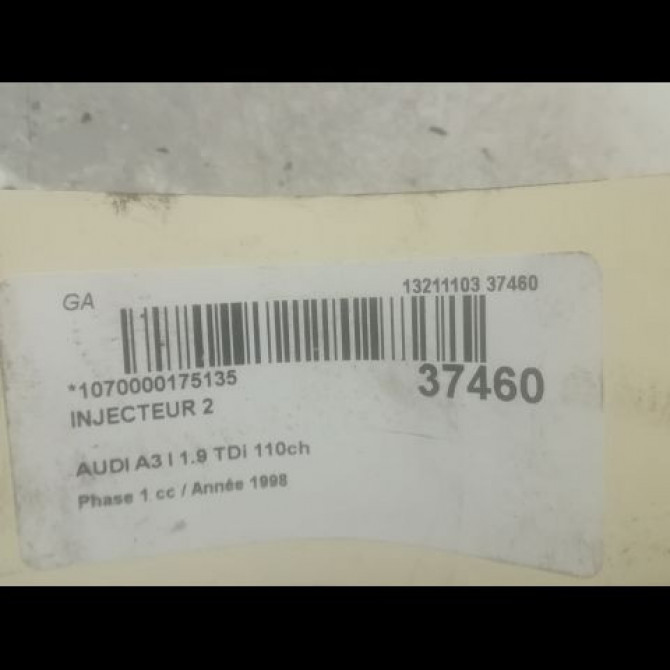 GA
13211103 37460
*1070000175135
37460
INJECTEUR 2
AUDI A3 I 1.9 TDi 110ch
Phase 1 cc / Année 1998